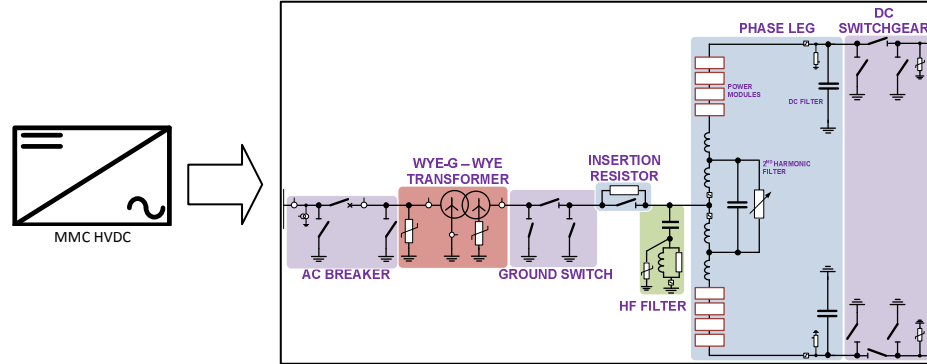 PHASE LEG
DC
SWITCHGEAR
POWER
MODULES
DC FILTER
2ND HARMONIC
FILTER
INSERTION
RESISTOR
WYE-G – WYE
TRANSFORMER
MMC HVDC
AC BREAKER
GROUND SWITCH
HF FILTER